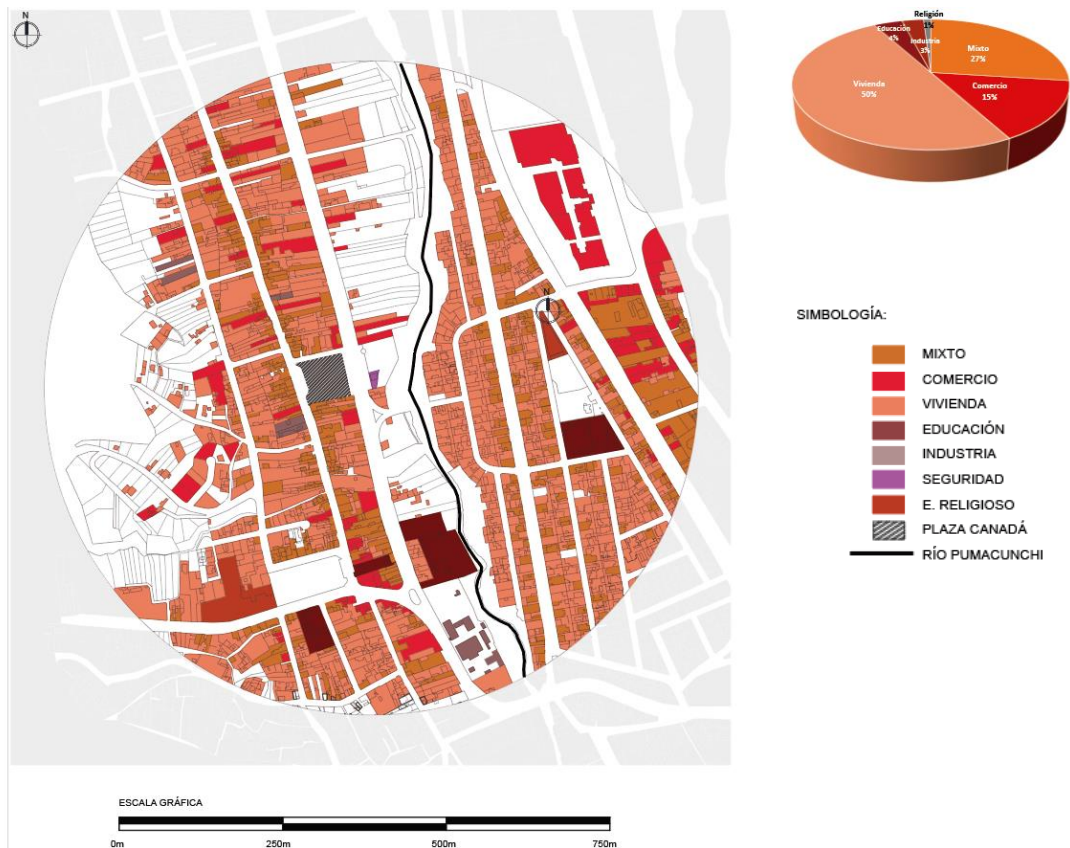 N
Religión
1%
Educación
4%
Industria
3%
Mixto
27%
Viviende
50%
Comercio
15%
N
SIMBOLOGÍA:
MIXTO
COMERCIO
VIVIENDA
EDUCACIÓN
INDUSTRIA
SEGURIDAD
E. RELIGIOSO
PLAZA CANADÁ
RÍO PUMACUNCHI
ESCALA GRÁFICA
0m 250m 500m 750m